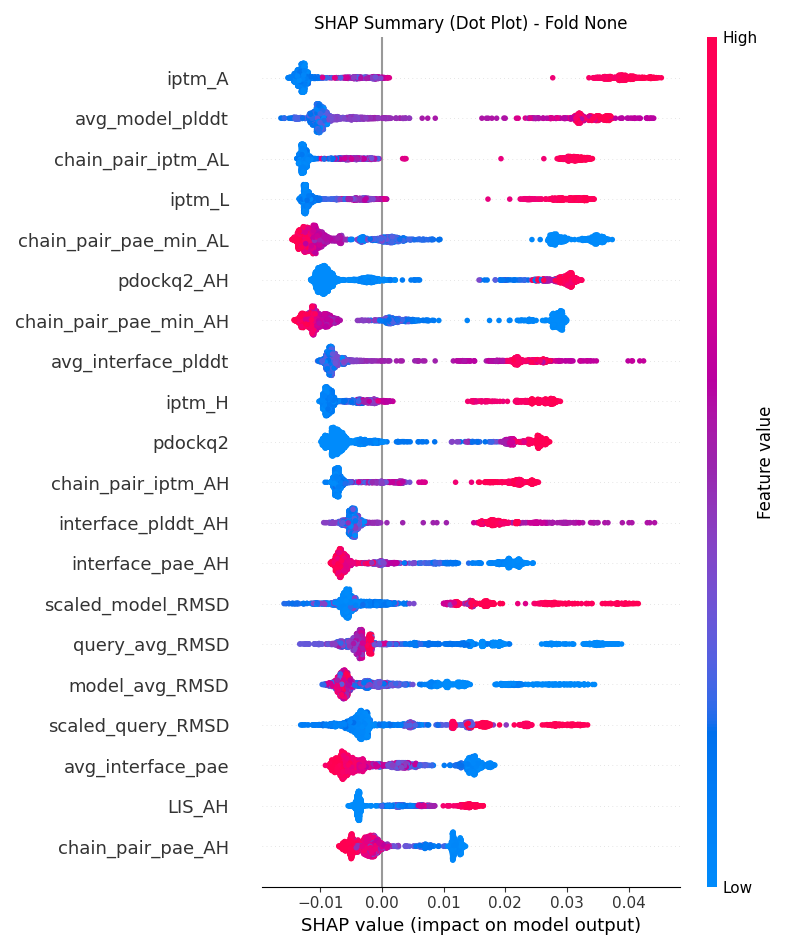 SHAP Summary (Dot Plot) - Fold None
High
iptm_A
avg_model_plddt
chain_pair_iptm_AL
iptm_L
chain_pair_pae_min_AL
pdockq2_AH
chain_pair_pae_min_AH
avg_interface_plddt
iptm_H
pdockq2
chain_pair_iptm_AH
interface_plddt_AH
interface_pae_AH
scaled_model_RMSD
query_avg_RMSD
model_avg_RMSD
scaled_query_RMSD
avg_interface_pae
LIS_AH
chain_pair_pae_AH
Feature value
Low
−0.01 0.00 0.01 0.02 0.03 0.04
SHAP value (impact on model output)